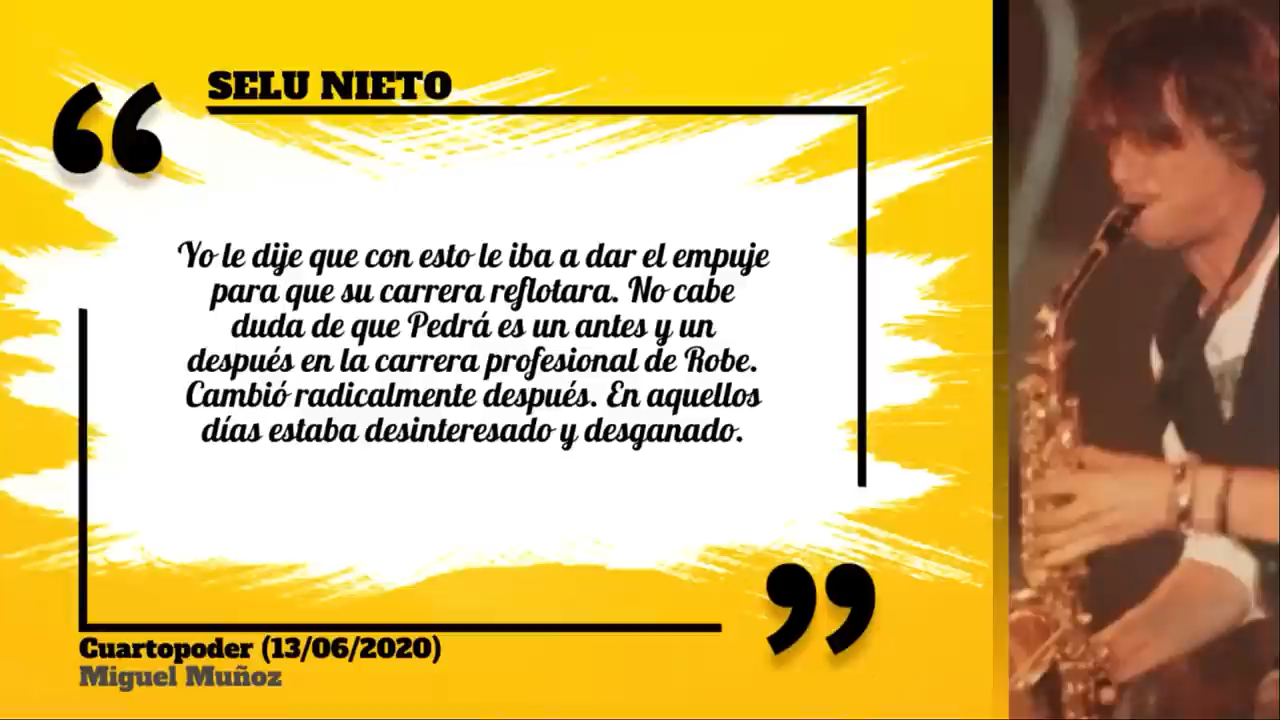 SELU NIETO
Yo le dije que con esto le iba a dar el empuje
para que su carrera reflotara. No cabe
duda de que Pedrá es un antes y un
después en la carrera profesional de Robe.
Cambió radicalmente después. En aquellos
días estaba desinteresado y desganado.
Cuartopoder (13/06/2020)
Miguel Muñoz